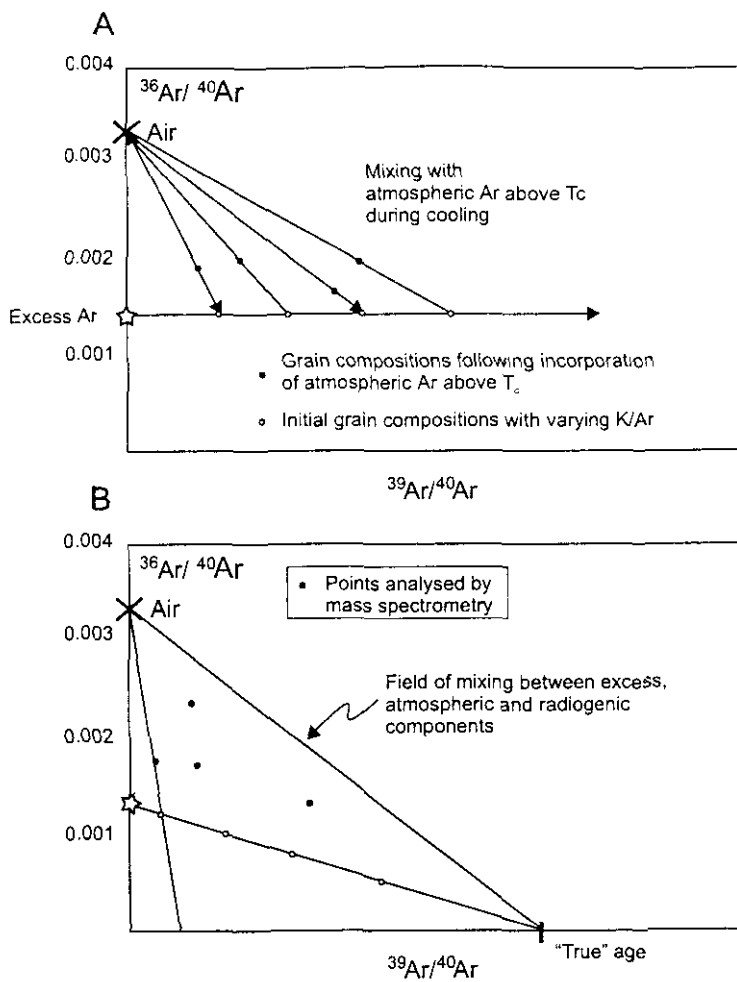 A
0.004
³⁶Ar/ ⁴⁰Ar
Air
0.003
Mixing with
atmospheric Ar above Tc
during cooling
0.002
Excess Ar
0.001
Grain compositions following incorporation
of atmospheric Ar above Tc
Initial grain compositions with varying K/Ar
³⁹Ar/⁴⁰Ar
B
0.004
³⁶Ar/ ⁴⁰Ar
Points analysed by
mass spectrometry
Air
0.003
Field of mixing between excess,
atmospheric and radiogenic
components
0.002
0.001
³⁹Ar/⁴⁰Ar
"True" age